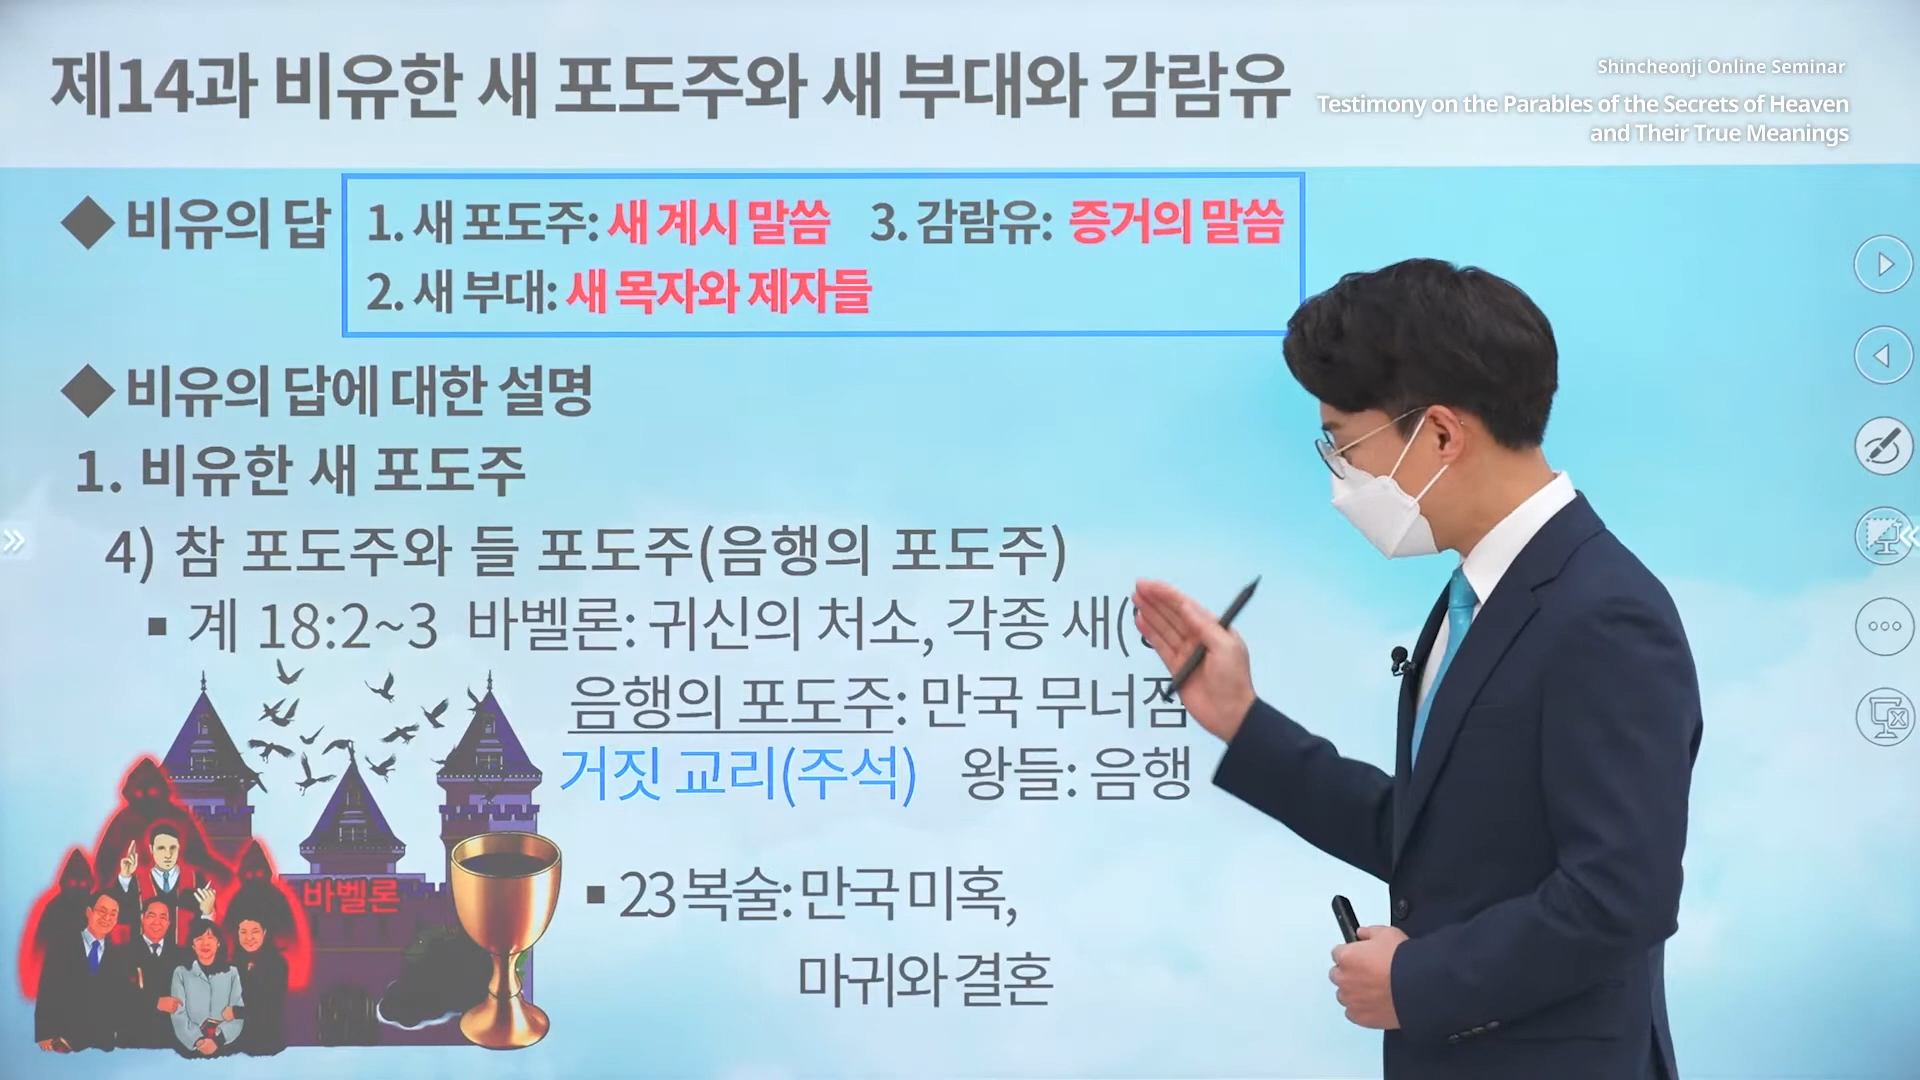 제14과 비유한 새 포도주와 새 부대와 감람유
Shincheonji Online Seminar
Testimony on the Parables of the Secrets of Heaven
and Their True Meanings
◆ 비유의 답
1. 새 포도주: 새 계시 말씀 3. 감람유: 증거의 말씀
2. 새 부대: 새 목자와 제자들
◆ 비유의 답에 대한 설명
1. 비유한 새 포도주
4) 참 포도주와 들 포도주(음행의 포도주)
▪ 계 18:2~3 바벨론: 귀신의 처소, 각종 새(
음행의 포도주: 만국 무너짐
거짓 교리(주석) 왕들: 음행
바벨론
▪ 23 복술: 만국 미혹,
마귀와 결혼